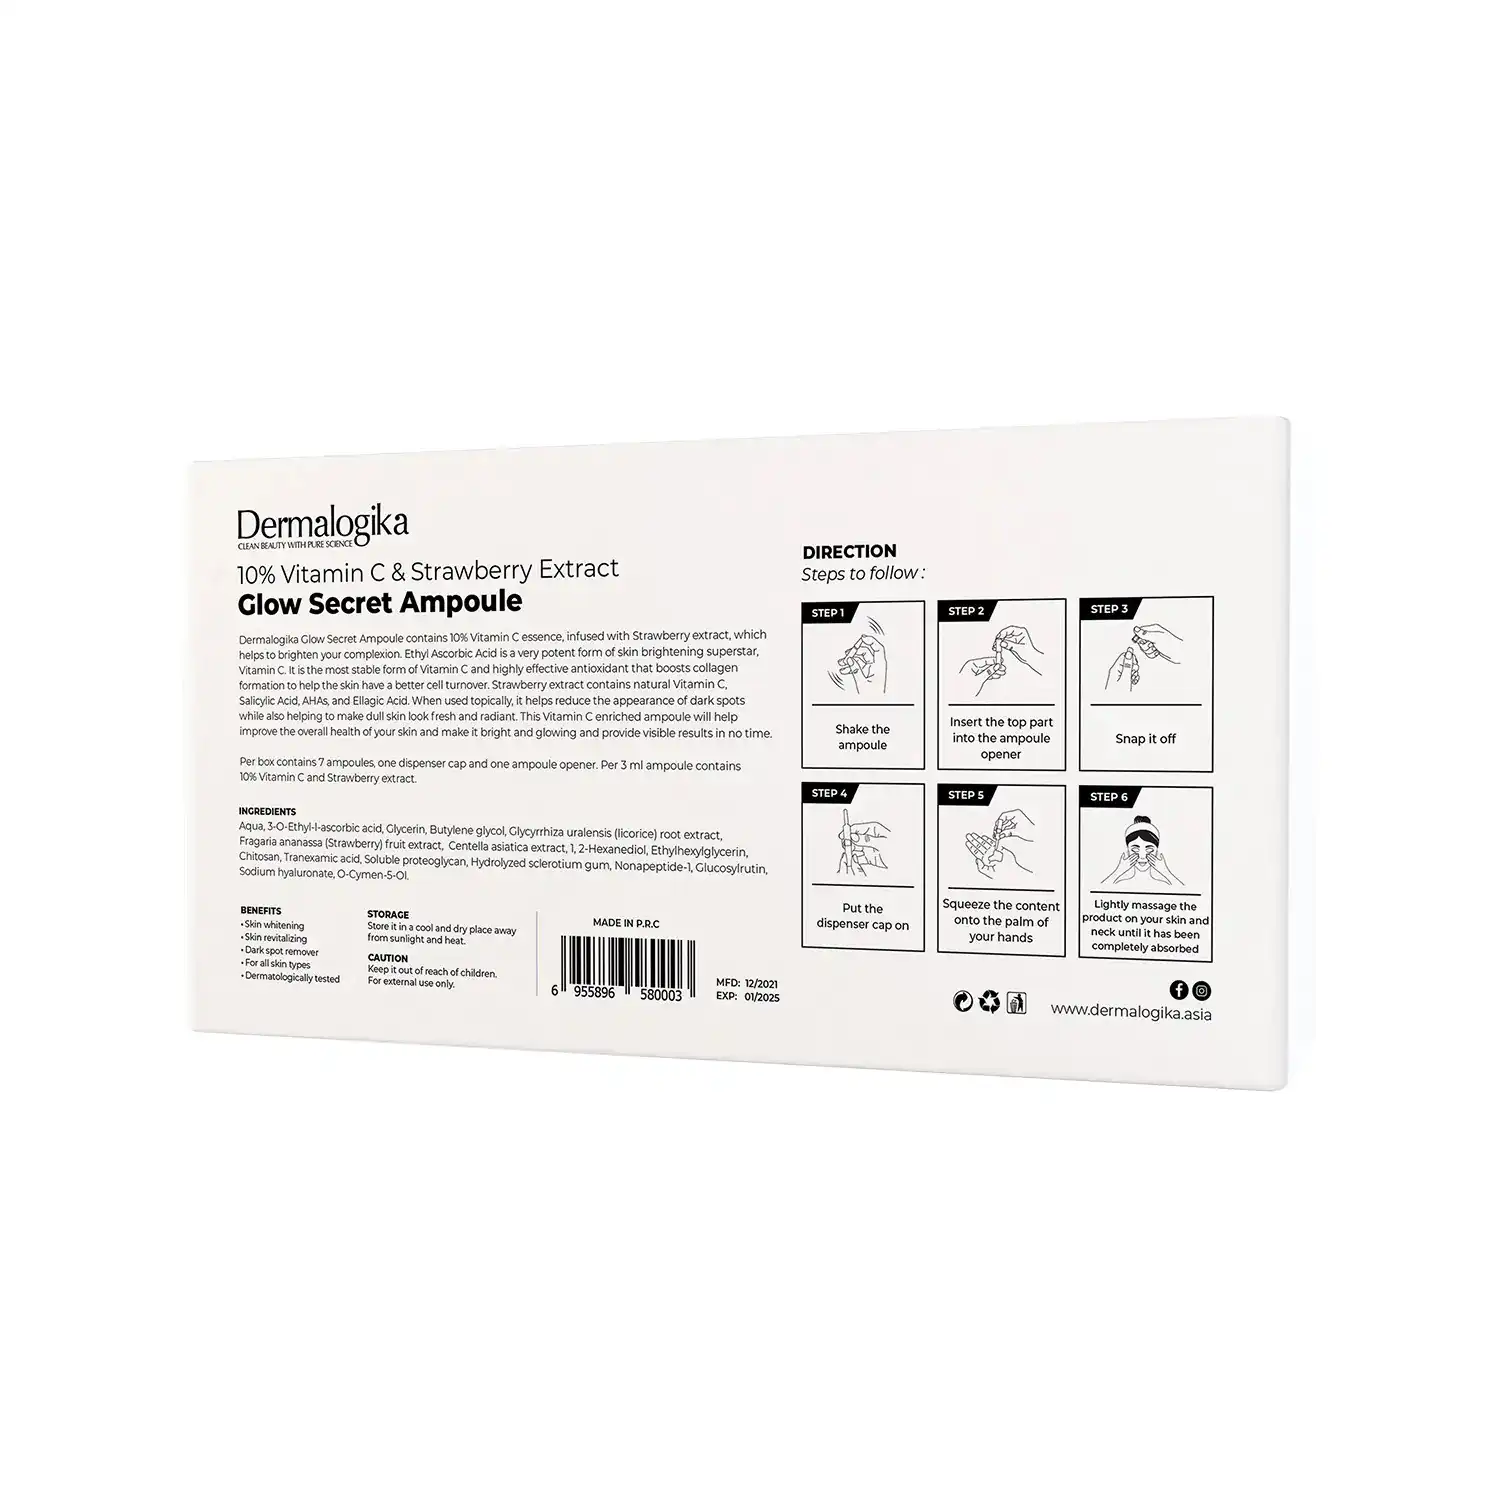 Dermalogika
CLEAN BEAUTY WITH PURE SCIENCE
10% Vitamin C & Strawberry Extract
Glow Secret Ampoule
Dermalogika Glow Secret Ampoule contains 10% Vitamin C essence, infused with Strawberry extract, which
helps to brighten your complexion. Ethyl Ascorbic Acid is a very potent form of skin brightening superstar,
Vitamin C. It is the most stable form of Vitamin C and highly effective antioxidant that boosts collagen
formation to help the skin have a better cell turnover. Strawberry extract contains natural Vitamin C,
Salicylic Acid, AHAs, and Ellagic Acid. When used topically, it helps reduce the appearance of dark spots
while also helping to make dull skin look fresh and radiant. This Vitamin C enriched ampoule will help
improve the overall health of your skin and make it bright and glowing and provide visible results in no time.
Per box contains 7 ampoules, one dispenser cap and one ampoule opener. Per 3 ml ampoule contains
10% Vitamin C and Strawberry extract.
INGREDIENTS
Aqua, 3-O-Ethyl-l-ascorbic acid, Glycerin, Butylene glycol, Glycyrrhiza uralensis (licorice) root extract,
Fragaria ananassa (Strawberry) fruit extract, Centella asiatica extract, 1, 2-Hexanediol, Ethylhexylglycerin,
Chitosan, Tranexamic acid, Soluble proteoglycan, Hydrolyzed sclerotium gum, Nonapeptide-1, Glucosylrutin,
Sodium hyaluronate, O-Cymen-5-Ol.
BENEFITS
• Skin whitening
• Skin revitalizing
• Dark spot remover
• For all skin types
• Dermatologically tested
STORAGE
Store it in a cool and dry place away
from sunlight and heat.
CAUTION
Keep it out of reach of children.
For external use only.
MADE IN P.R.C
6 955896 580003
MFD: 12/2021
EXP: 01/2025
DIRECTION
Steps to follow :
STEP 1
Shake the
ampoule
STEP 2
Insert the top part
into the ampoule
opener
STEP 3
Snap it off
STEP 4
Put the
dispenser cap on
STEP 5
Squeeze the content
onto the palm of
your hands
STEP 6
Lightly massage the
product on your skin and
neck until it has been
completely absorbed
www.dermalogika.asia